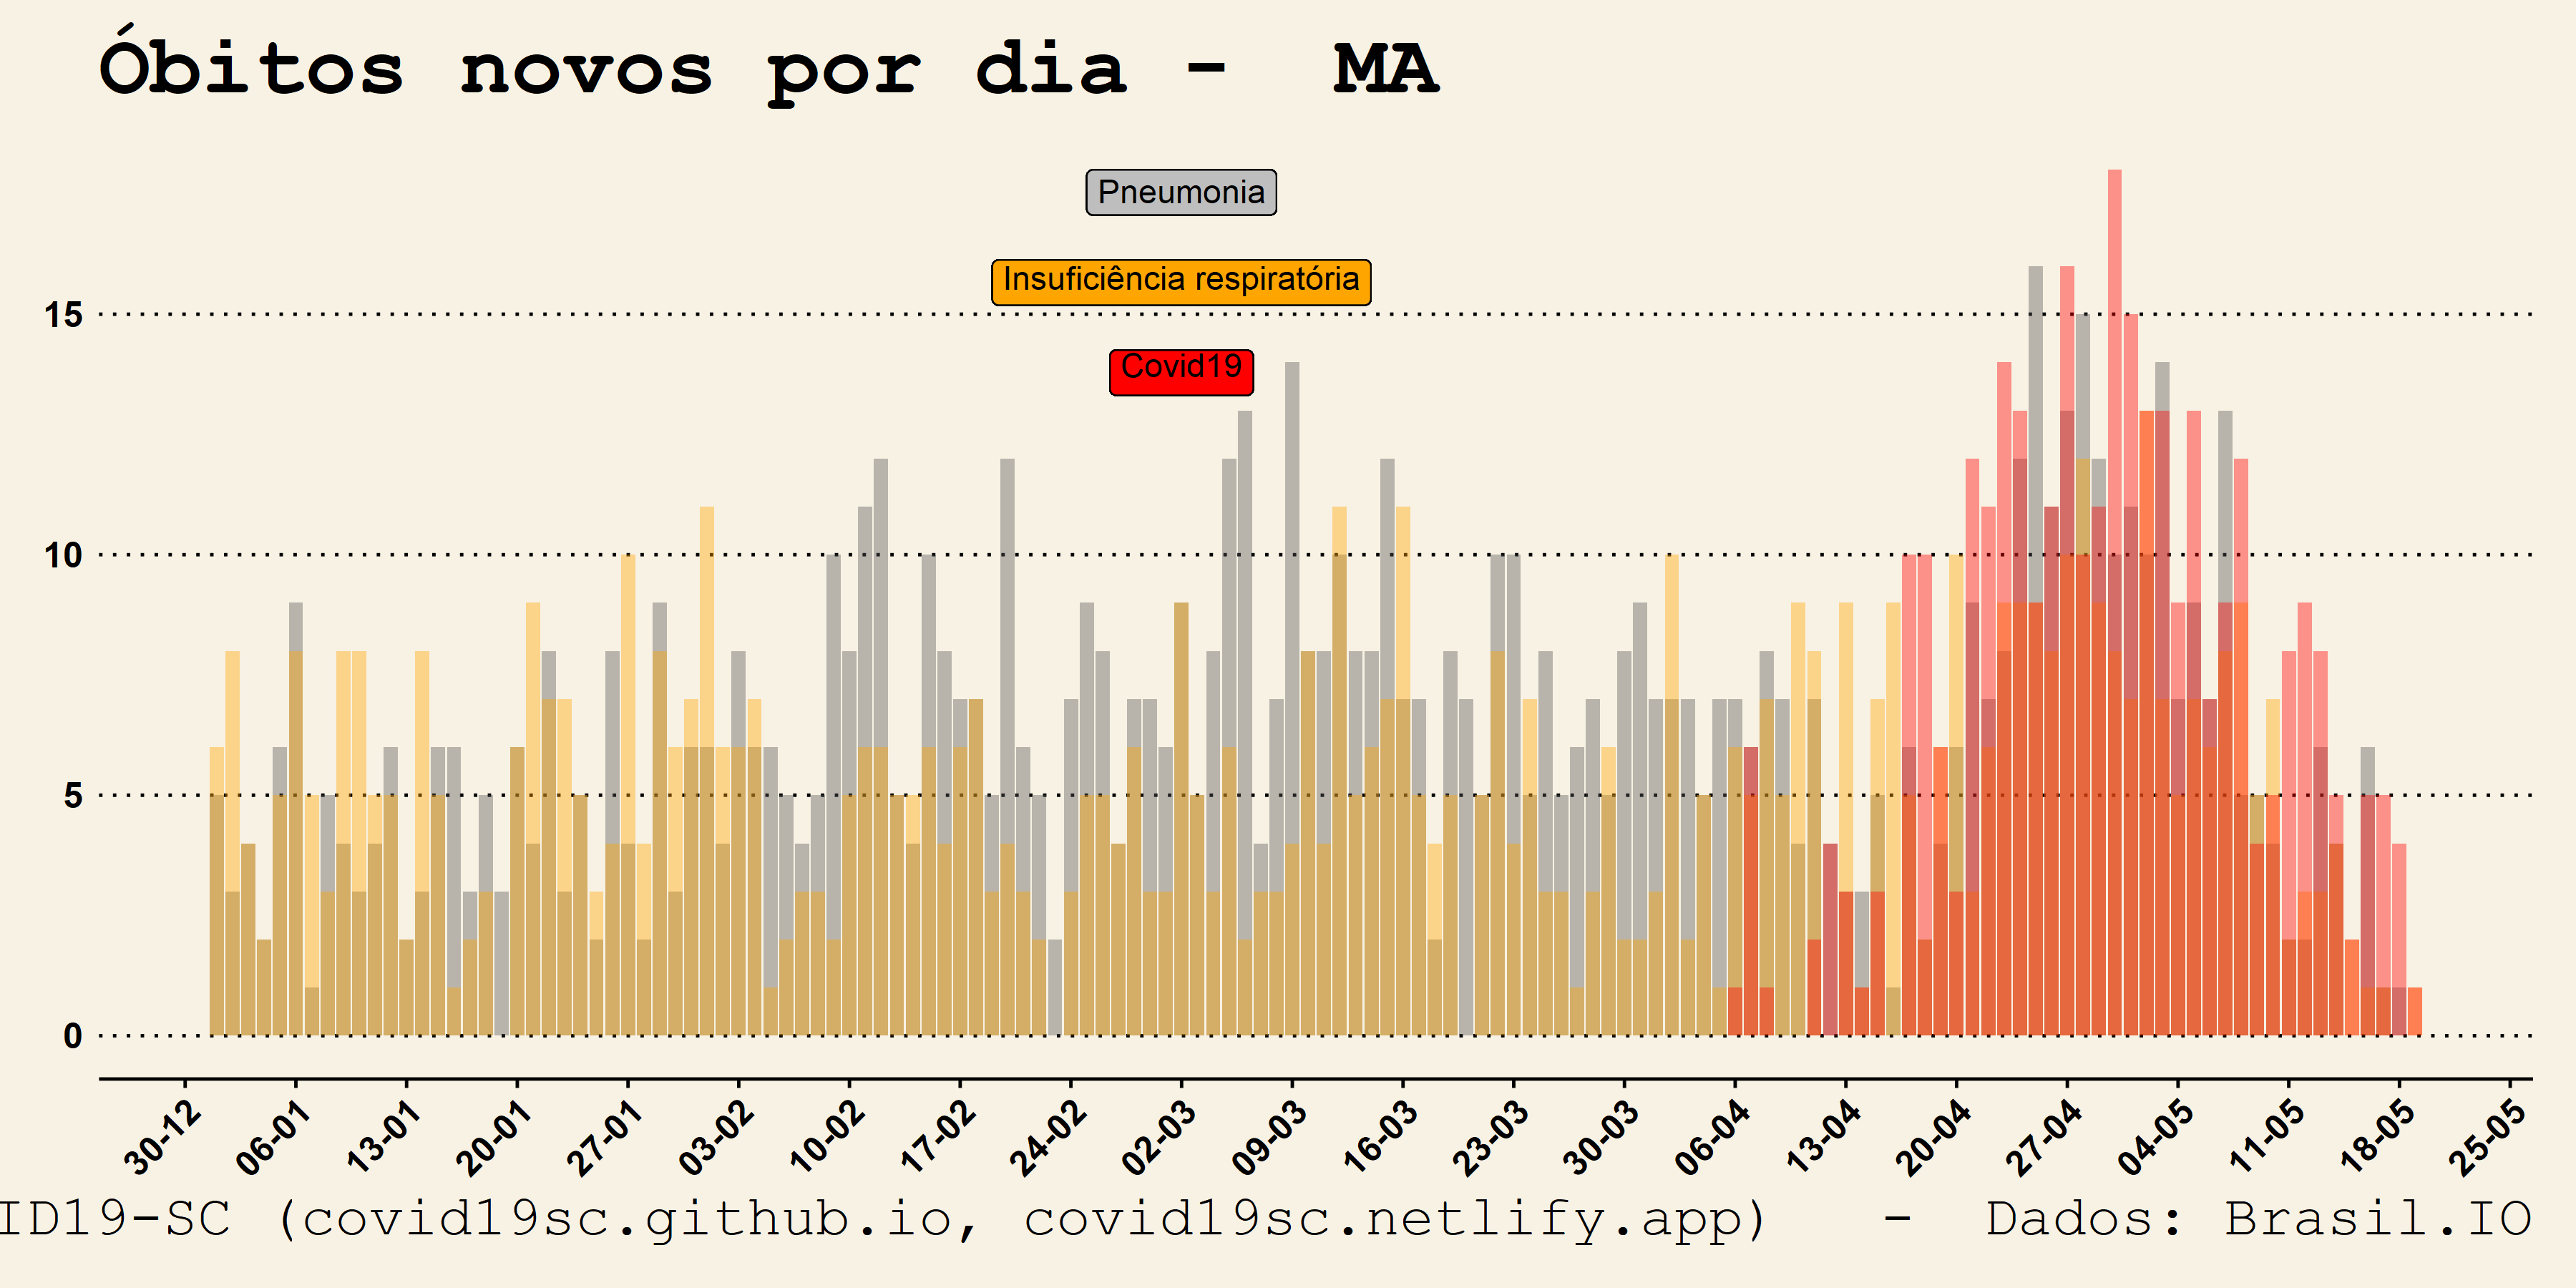 Óbitos novos por dia - MA
Pneumonia
Insuficiência respiratória
Covid19
15
10
5
0
30-12 06-01 13-01 20-01 27-01 03-02 10-02 17-02 24-02 02-03 09-03 16-03 23-03 30-03 06-04 13-04 20-04 27-04 04-05 11-05 18-05 25-05
ID19-SC (covid19sc.github.io, covid19sc.netlify.app) - Dados: Brasil.IO